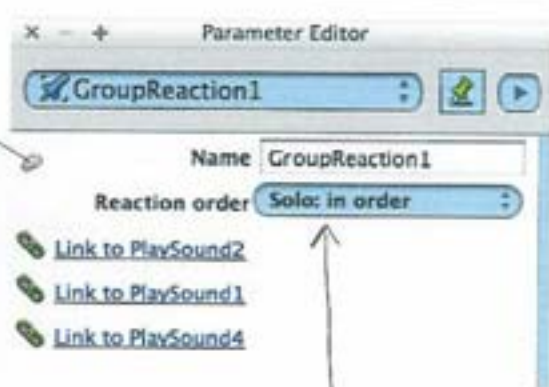 Parameter Editor
GroupReaction1
Name GroupReaction1
Reaction order Solo: in order
Link to PlaySound2
Link to PlaySound1
Link to PlaySound4